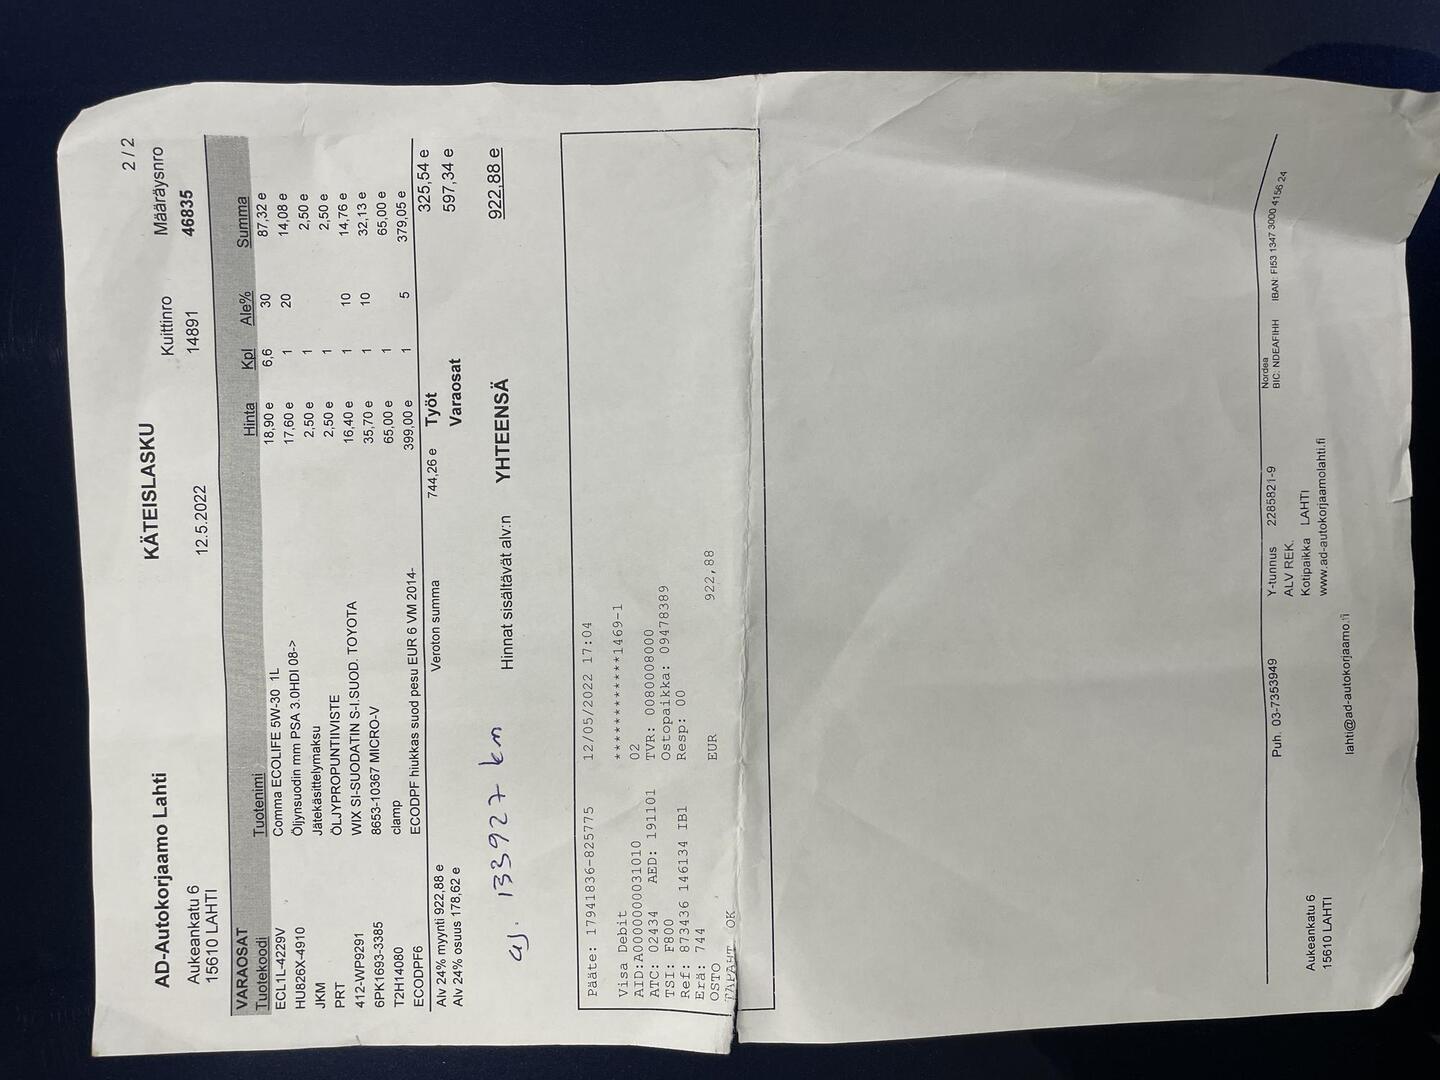 2 / 2
AD-Autokorjaamo Lahti KÄTEISLASKU Kuittinro Määräysnro
Aukeankatu 6 12.5.2022 14891 46835
15610 LAHTI
VARAOSAT
Tuotekoodi Tuotenimi Hinta Kpl Ale% Summa
ECL1L-4229V Comma ECOLIFE 5W-30 1L 18,90 e 6,6 30 87,32 e
HU826X-4910 Öljynsuodin mm PSA 3.0HDI 08-> 17,60 e 1 20 14,08 e
JKM Jätekäsittelymaksu 2,50 e 1 2,50 e
PRT ÖLJYPROPUNTIIVISTE 2,50 e 1 2,50 e
412-WP9291 WIX SI-SUODATIN S-I.SUOD. TOYOTA 16,40 e 1 10 14,76 e
6PK1693-3385 8653-10367 MICRO-V 35,70 e 1 10 32,13 e
T2H14080 clamp 65,00 e 1 65,00 e
ECODPF6 ECODPF hiukkas suod pesu EUR 6 VM 2014- 399,00 e 1 5 379,05 e
Alv 24% myynti 922,88 e Veroton summa 744,26 e Työt 325,54 e
Alv 24% osuus 178,62 e Varaosat 597,34 e
aj. 133927 km Hinnat sisältävät alv:n YHTEENSÄ 922,88 e
Pääte: 17941836-825775 12/05/2022 17:04
Visa Debit ************1469-1
AID:A0000000031010 02
ATC: 02434 AED: 191101 TVR: 0080008000
TSI: F800 Ostopaikka: 09478389
Ref: 873436 146134 IB1 Resp: 00
Erä: 744
OSTO EUR 922,88
TAPAHT. OK
Nordea
Puh. 03-7353949 Y-tunnus 2285821-9 BIC: NDEAFIHH IBAN: FI53 1347 3000 4156 24
ALV REK.
Aukeankatu 6 Kotipaikka LAHTI
15610 LAHTI www.ad-autokorjaamolahti.fi
lahti@ad-autokorjaamo.fi